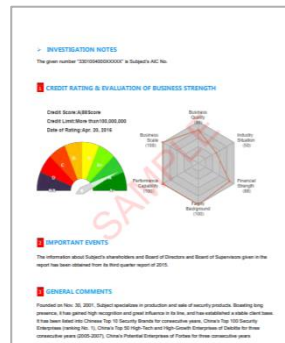 ➢ INVESTIGATION NOTES
The given number "330100400XXXXXX" is Subject's AIC No.
1 CREDIT RATING & EVALUATION OF BUSINESS STRENGTH
Credit Score:A|88Score
Credit Limit:More than100,000,000
Date of Rating:Apr. 20, 2016
Business
Quality
Business
Scale
(100)
Industry
Situation
Performance
Capability
(100)
Financial
Strength
Background
(100)
SAMPLE
2 IMPORTANT EVENTS
The information about Subject's shareholders and Board of Directors and Board of Supervisors given in the
report has been obtained from its third quarter report of 2015.
3 GENERAL COMMENTS
Founded on Nov. 30, 2001, Subject specializes in production and sale of security products. Boasting long
presence, it has gained high recognition and great influence in its line, and has established a stable client base.
It has been listed into Chinese Top 10 Security Brands for consecutive years, China's Top 100 Security
Enterprises (ranking No. 1), China's Top 50 High-Tech and High-Growth Enterprises of Deloitte for three
consecutive years (2005-2007), China's Potential Enterprises of Forbes for three consecutive years